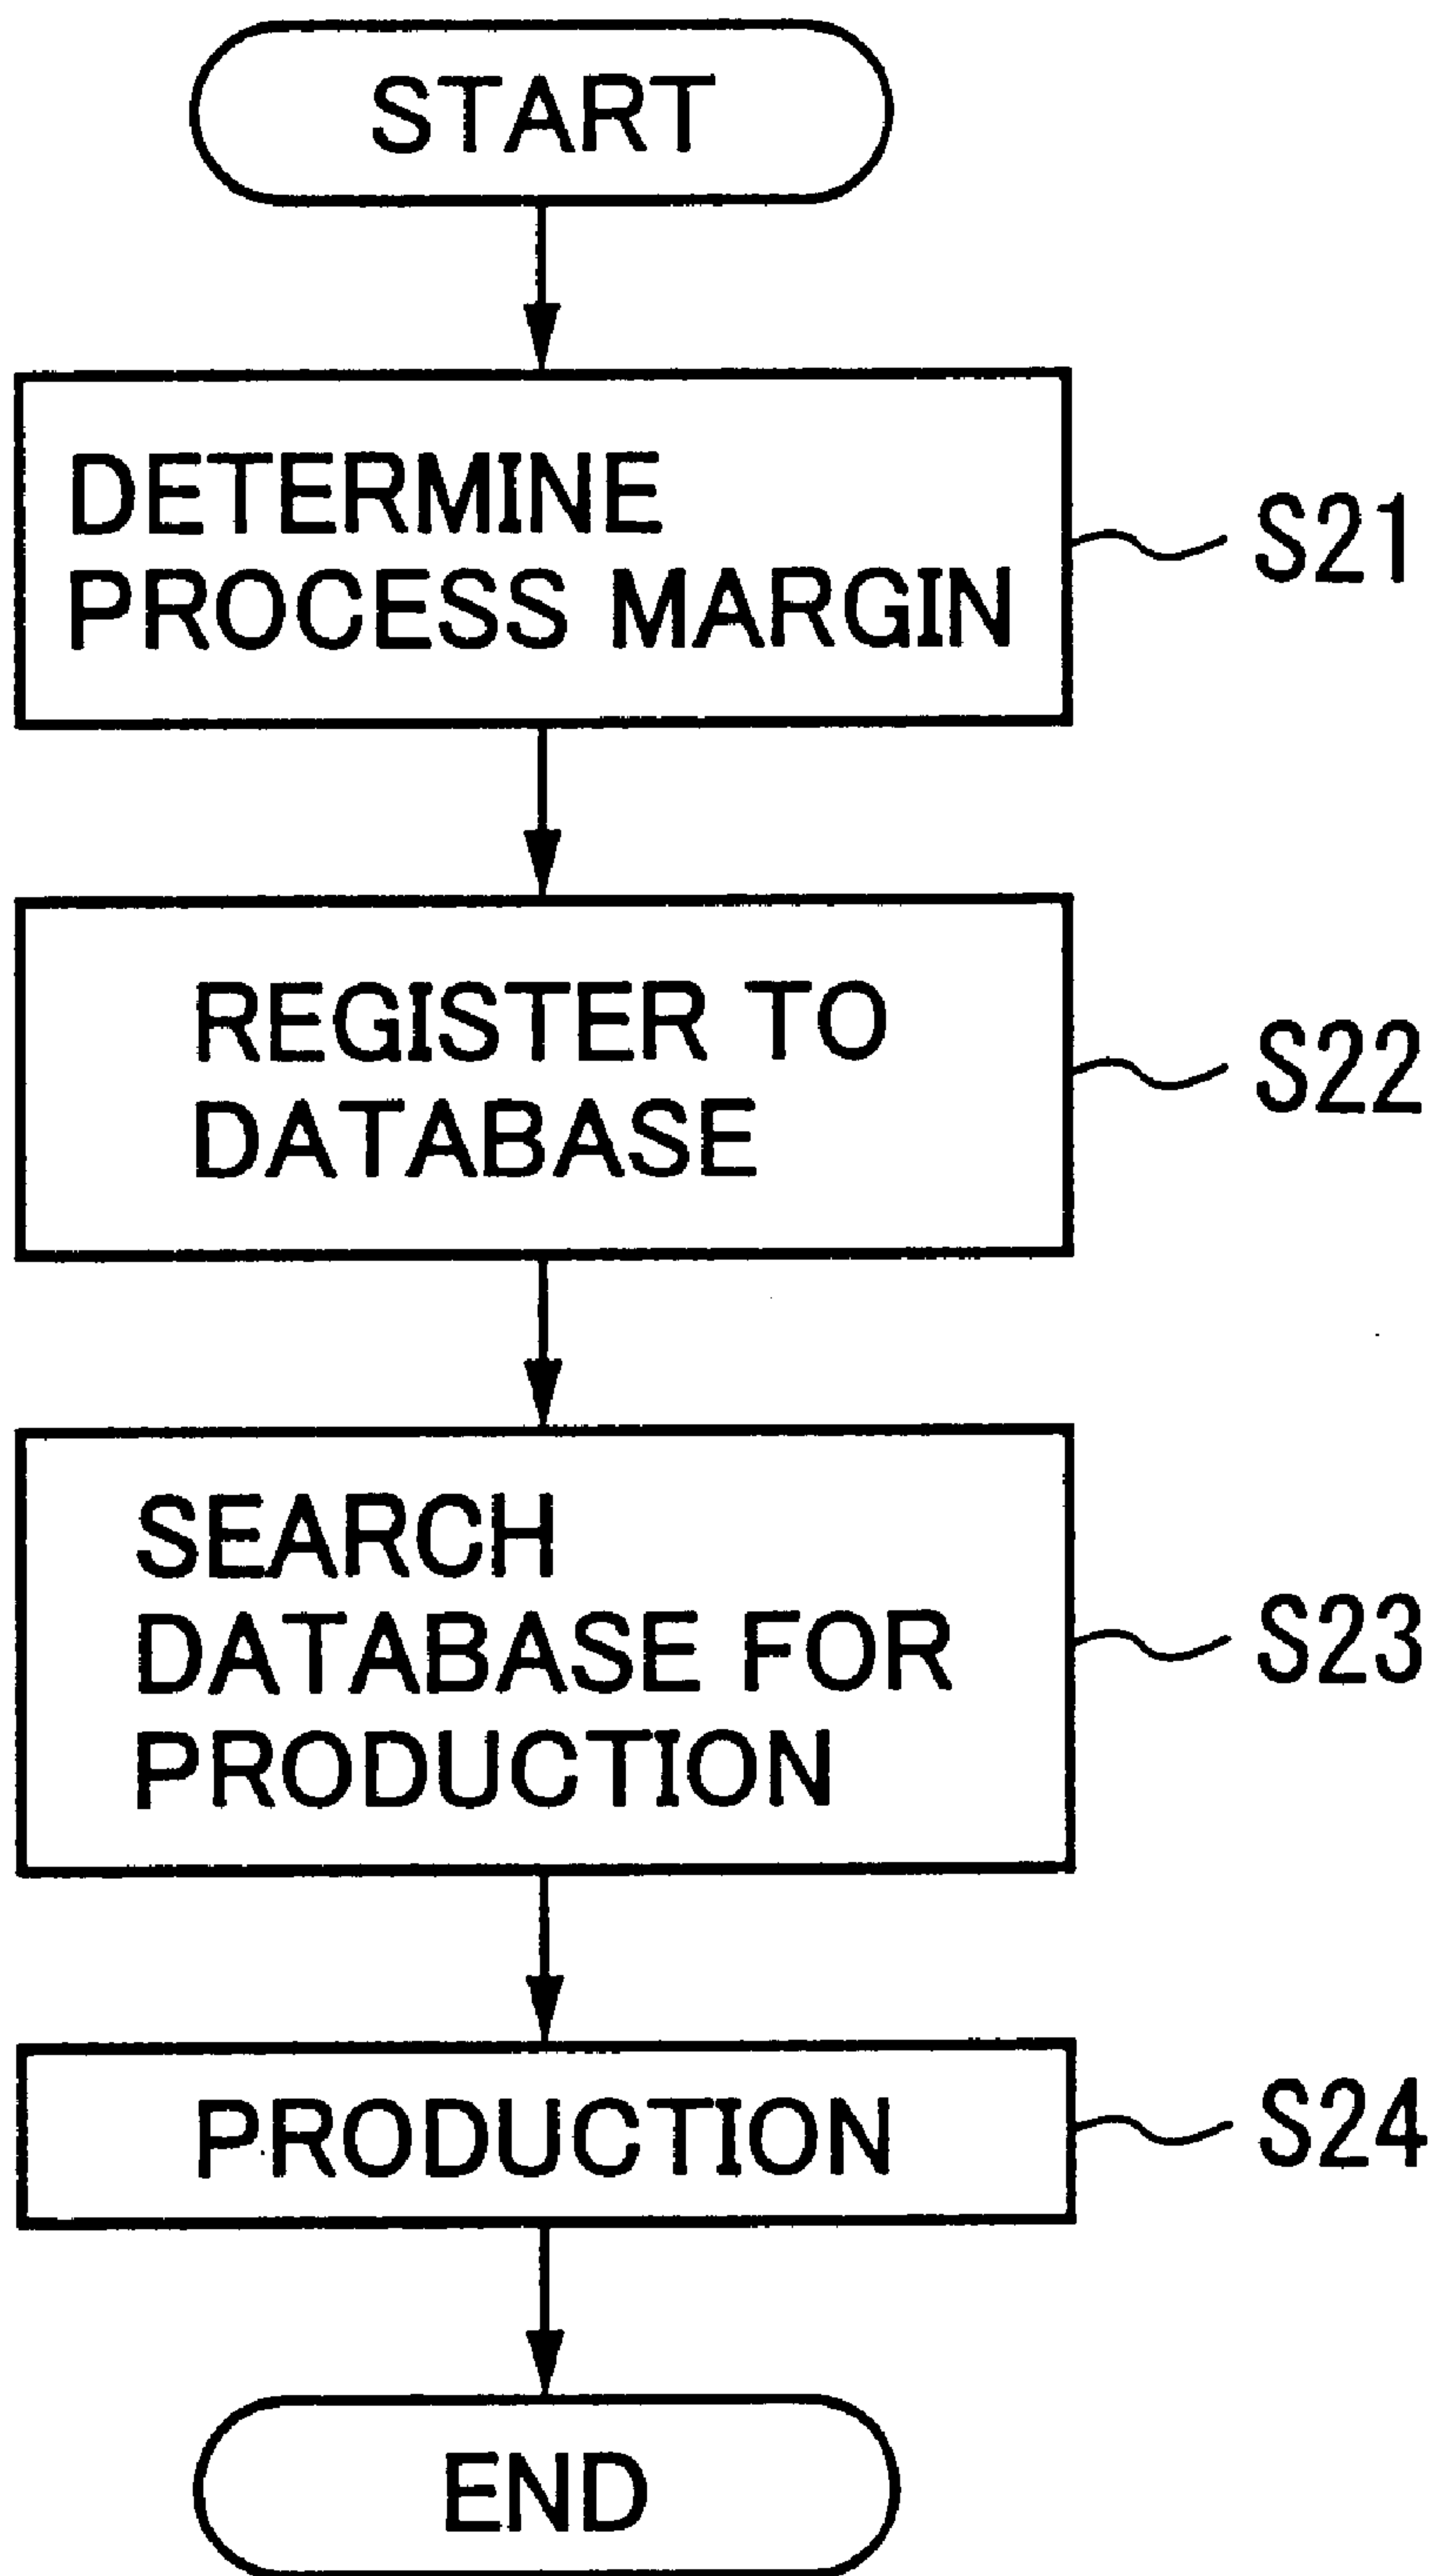 START
DETERMINE
PROCESS MARGIN
S21
REGISTER TO
DATABASE
S22
SEARCH
DATABASE FOR
PRODUCTION
S23
PRODUCTION
S24
END